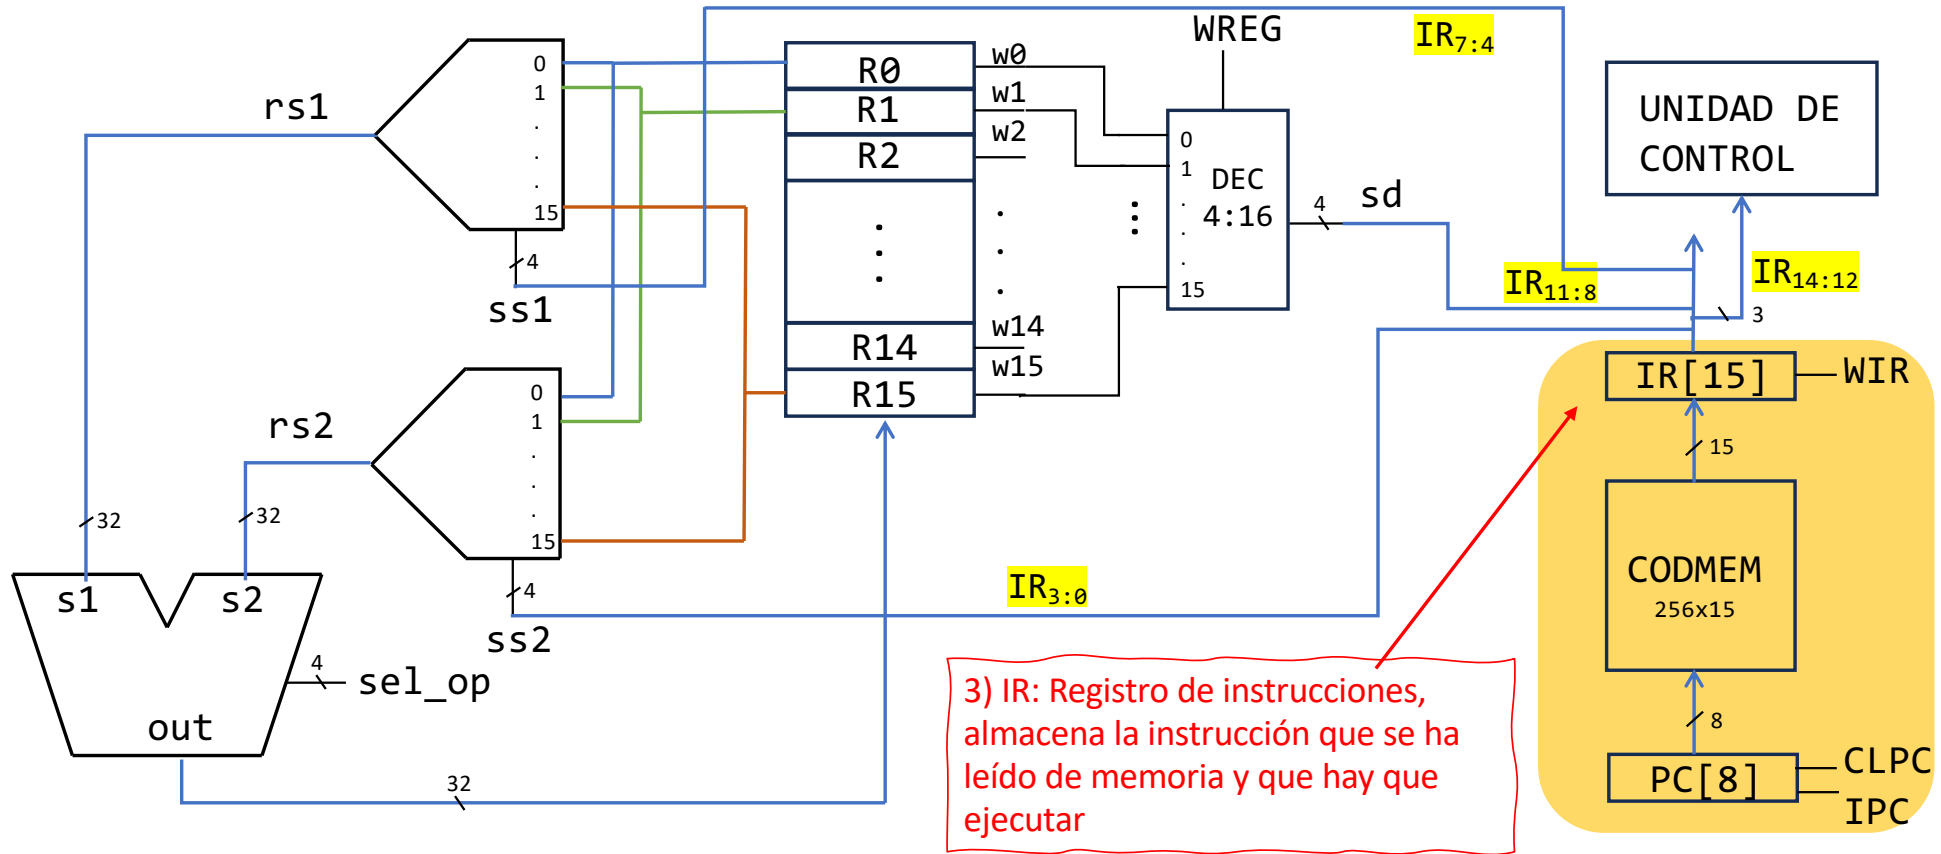 WREG
IR7:4
rs1
0
1
.
.
.
15
4
ss1
R0
R1
R2
⋮
R14
R15
w0
w1
w2
.
.
.
w14
w15
0
1
.
.
.
15
DEC
4:16
⋮
4
sd
UNIDAD DE
CONTROL
IR11:8
IR14:12
3
IR[15]
WIR
15
CODMEM
256x15
8
PC[8]
CLPC
IPC
rs2
0
1
.
.
.
15
4
ss2
IR3:0
32
32
s1
s2
4
sel_op
out
32
3) IR: Registro de instrucciones,
almacena la instrucción que se ha
leído de memoria y que hay que
ejecutar